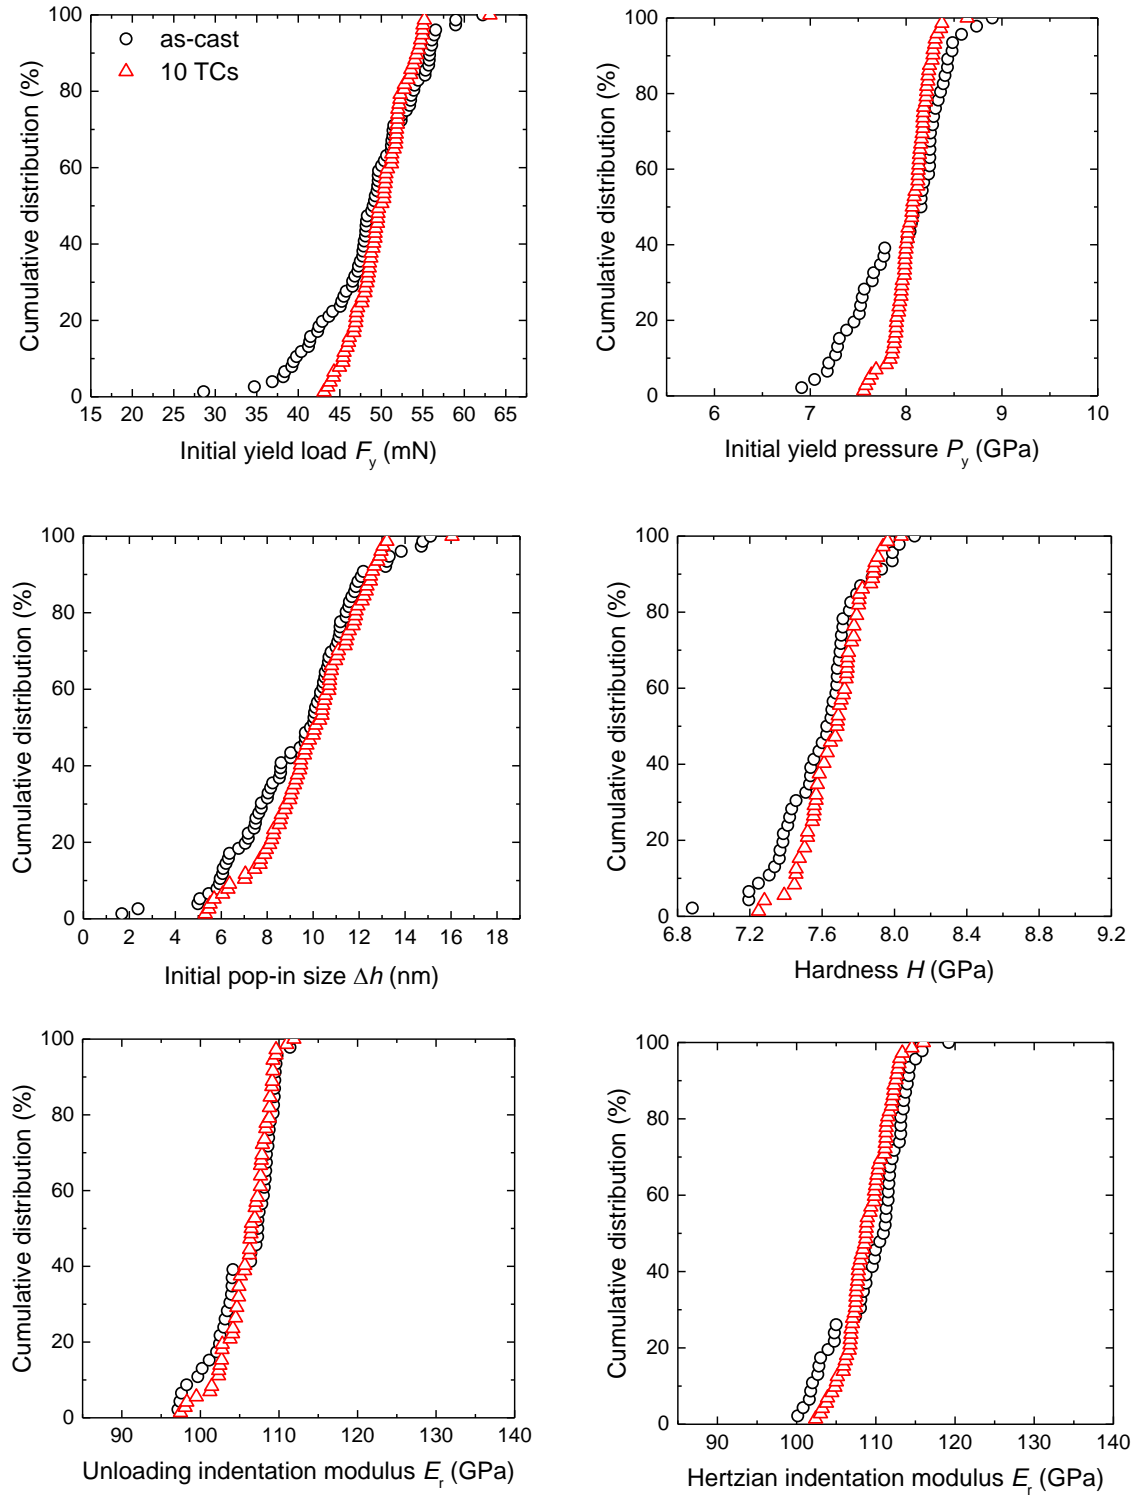 100
80
60
40
20
0
Cumulative distribution (%)
as-cast
10 TCs
15 20 25 30 35 40 45 50 55 60 65
Initial yield load F_y (mN)
100
80
60
40
20
0
Cumulative distribution (%)
6 7 8 9 10
Initial yield pressure P_y (GPa)
100
80
60
40
20
0
Cumulative distribution (%)
0 2 4 6 8 10 12 14 16 18
Initial pop-in size Δh (nm)
100
80
60
40
20
0
Cumulative distribution (%)
6.8 7.2 7.6 8.0 8.4 8.8 9.2
Hardness H (GPa)
100
80
60
40
20
0
Cumulative distribution (%)
90 100 110 120 130 140
Unloading indentation modulus E_r (GPa)
100
80
60
40
20
0
Cumulative distribution (%)
90 100 110 120 130 140
Hertzian indentation modulus E_r (GPa)